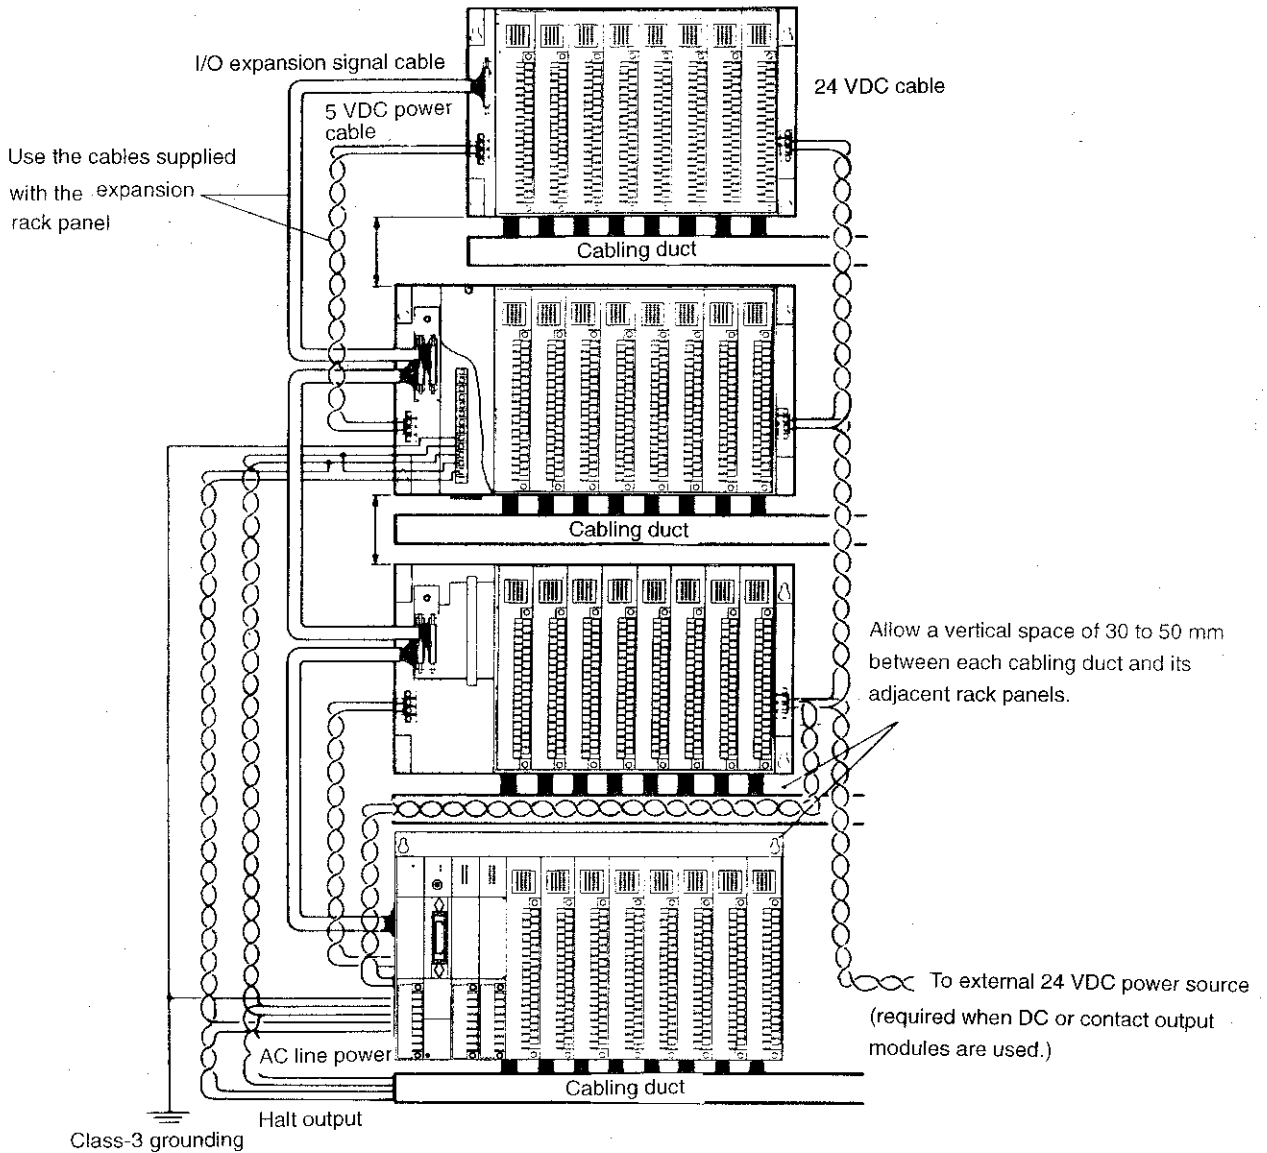 I/O expansion signal cable
24 VDC cable
5 VDC power
cable
Use the cables supplied
with the expansion
rack panel
Cabling duct
Cabling duct
Allow a vertical space of 30 to 50 mm
between each cabling duct and its
adjacent rack panels.
To external 24 VDC power source
(required when DC or contact output
modules are used.)
AC line power
Cabling duct
Halt output
Class-3 grounding